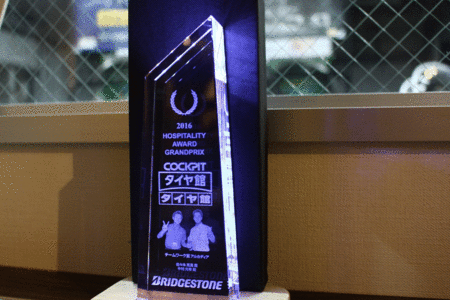 2016
HOSPITALITY
AWARD
GRANDPRIX
COCKPIT
タイヤ館
タイヤ館
BRIDGESTONE